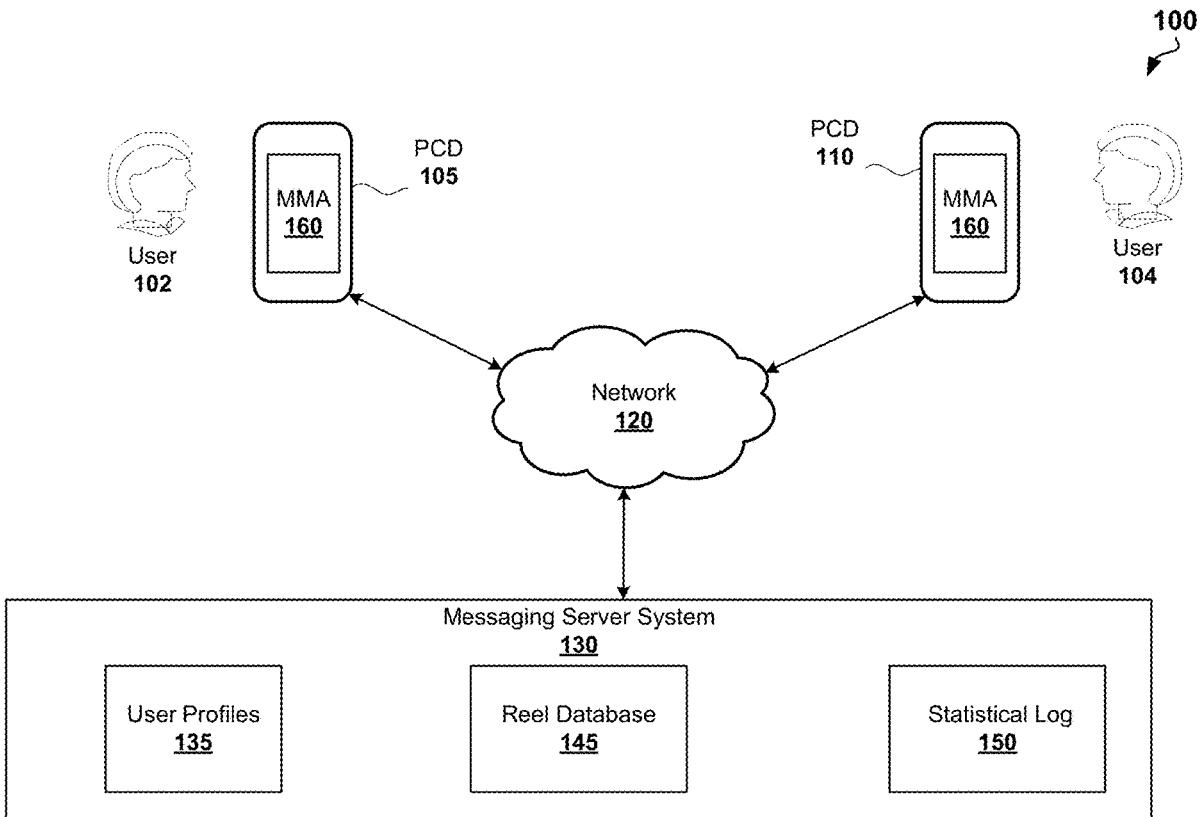 100
PCD
105
PCD
110
MMA
160
MMA
160
User
102
User
104
Network
120
Messaging Server System
130
User Profiles
135
Reel Database
145
Statistical Log
150